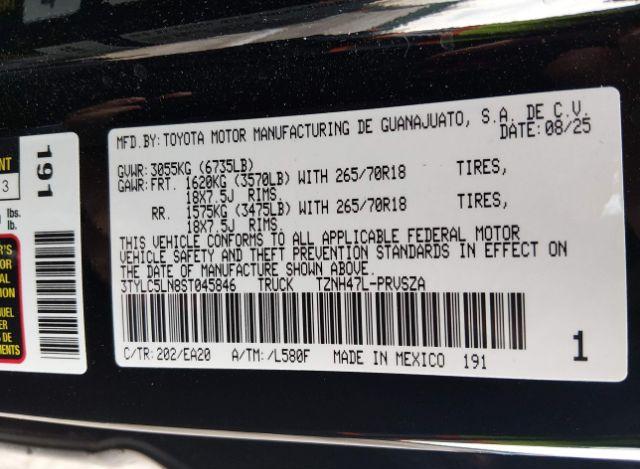 MFD.BY: TOYOTA MOTOR MANUFACTURING DE GUANAJUATO, S.A. DE C.V.
DATE: 08/25
GVWR: 3055KG (6735LB)
GAWR: FRT. 1620KG (3570LB) WITH 265/70R18 TIRES,
18X7.5J RIMS.
RR. 1575KG (3475LB) WITH 265/70R18 TIRES,
18X7.5J RIMS.
THIS VEHICLE CONFORMS TO ALL APPLICABLE FEDERAL MOTOR
VEHICLE SAFETY AND THEFT PREVENTION STANDARDS IN EFFECT ON
THE DATE OF MANUFACTURE SHOWN ABOVE.
3TYLC5LN8ST045846 TRUCK TZNH47L-PRVSZA
C/TR: 202/EA20 A/TM: /L580F MADE IN MEXICO 191
1
191
3
lbs.
lb.